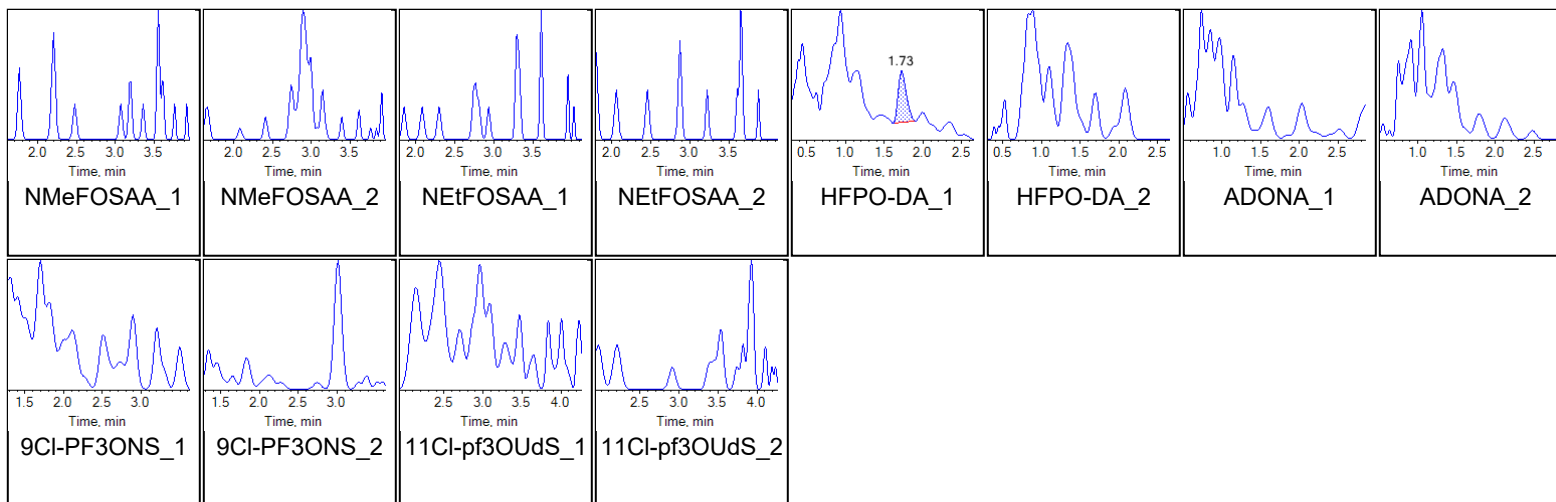 1.73
2.0 2.5 3.0 3.5
2.0 2.5 3.0 3.5
2.0 2.5 3.0 3.5
2.0 2.5 3.0 3.5
0.5 1.0 1.5 2.0 2.5
0.5 1.0 1.5 2.0 2.5
1.0 1.5 2.0 2.5
1.0 1.5 2.0 2.5
Time, min
Time, min
Time, min
Time, min
Time, min
Time, min
Time, min
Time, min
NMeFOSAA_1
NMeFOSAA_2
NEtFOSAA_1
NEtFOSAA_2
HFPO-DA_1
HFPO-DA_2
ADONA_1
ADONA_2
1.5 2.0 2.5 3.0
1.5 2.0 2.5 3.0
2.5 3.0 3.5 4.0
2.5 3.0 3.5 4.0
Time, min
Time, min
Time, min
Time, min
9Cl-PF3ONS_1
9Cl-PF3ONS_2
11Cl-pf3OUdS_1
11Cl-pf3OUdS_2